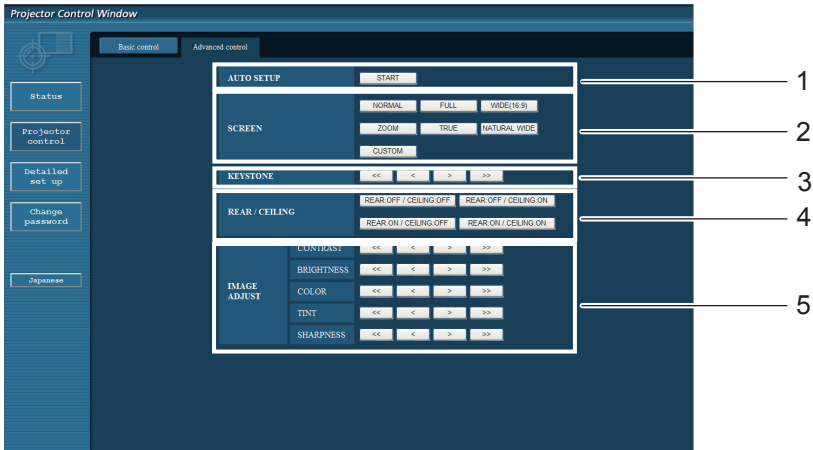 Projector Control Window
Basic control Advanced control
Status
Projector
control
Detailed
set up
Change
password
Japanese
AUTO SETUP START
1
SCREEN
NORMAL FULL WIDE(16:9)
ZOOM TRUE NATURAL WIDE
CUSTOM
2
KEYSTONE << < > >>
3
REAR / CEILING
REAR:OFF / CEILING:OFF REAR:OFF / CEILING:ON
REAR:ON / CEILING:OFF REAR:ON / CEILING:ON
4
IMAGE
ADJUST
CONTRAST << < > >>
BRIGHTNESS << < > >>
COLOR << < > >>
TINT << < > >>
SHARPNESS << < > >>
5